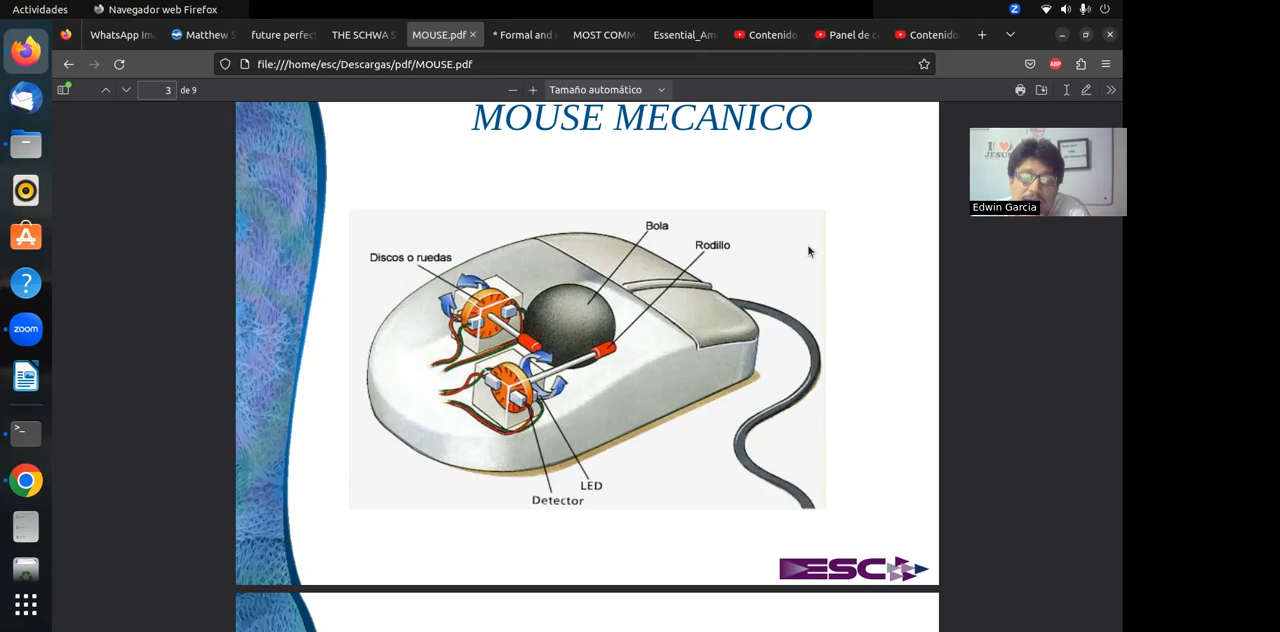 Actividades
Navegador web Firefox
WhatsApp Im
Matthew
future perfec
THE SCHWA S
MOUSE.pdf
* Formal and
MOST COMM
Essential_Am
Contenido
Panel de c
Contenido
file:///home/esc/Descargas/pdf/MOUSE.pdf
ABP
3
de 9
Tamaño automático
MOUSE MECANICO
I
JESUS
Edwin Garcia
Bola
Rodillo
Discos o ruedas
LED
Detector
zoom
ESC